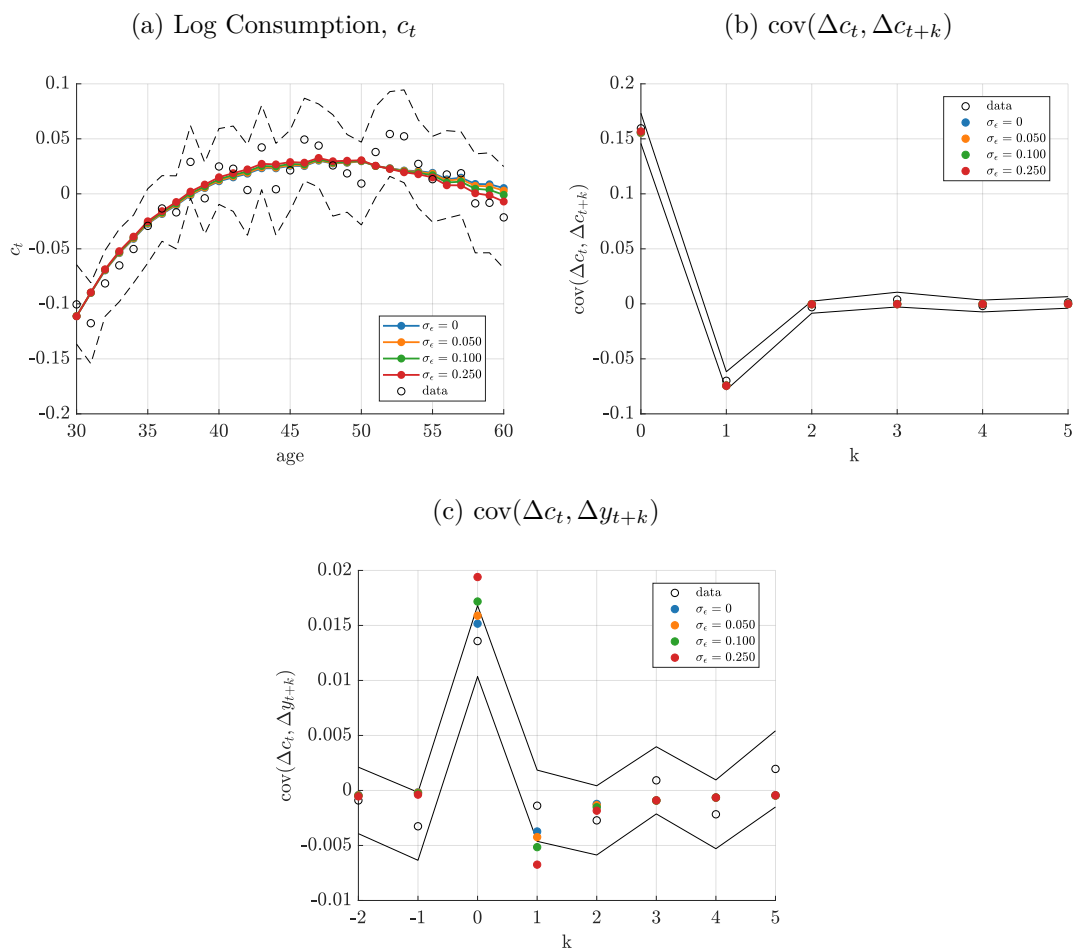 (a) Log Consumption, c_t
0.1
0.05
0
-0.05
-0.1
-0.15
-0.2
c_t
30 35 40 45 50 55 60
age
σ_ϵ = 0
σ_ϵ = 0.050
σ_ϵ = 0.100
σ_ϵ = 0.250
data
(b) cov(Δc_t, Δc_{t+k})
0.2
0.15
0.1
0.05
0
-0.05
-0.1
cov(Δc_t, Δc_{t+k})
0 1 2 3 4 5
k
data
σ_ϵ = 0
σ_ϵ = 0.050
σ_ϵ = 0.100
σ_ϵ = 0.250
(c) cov(Δc_t, Δy_{t+k})
0.02
0.015
0.01
0.005
0
-0.005
-0.01
cov(Δc_t, Δy_{t+k})
-2 -1 0 1 2 3 4 5
k
data
σ_ϵ = 0
σ_ϵ = 0.050
σ_ϵ = 0.100
σ_ϵ = 0.250